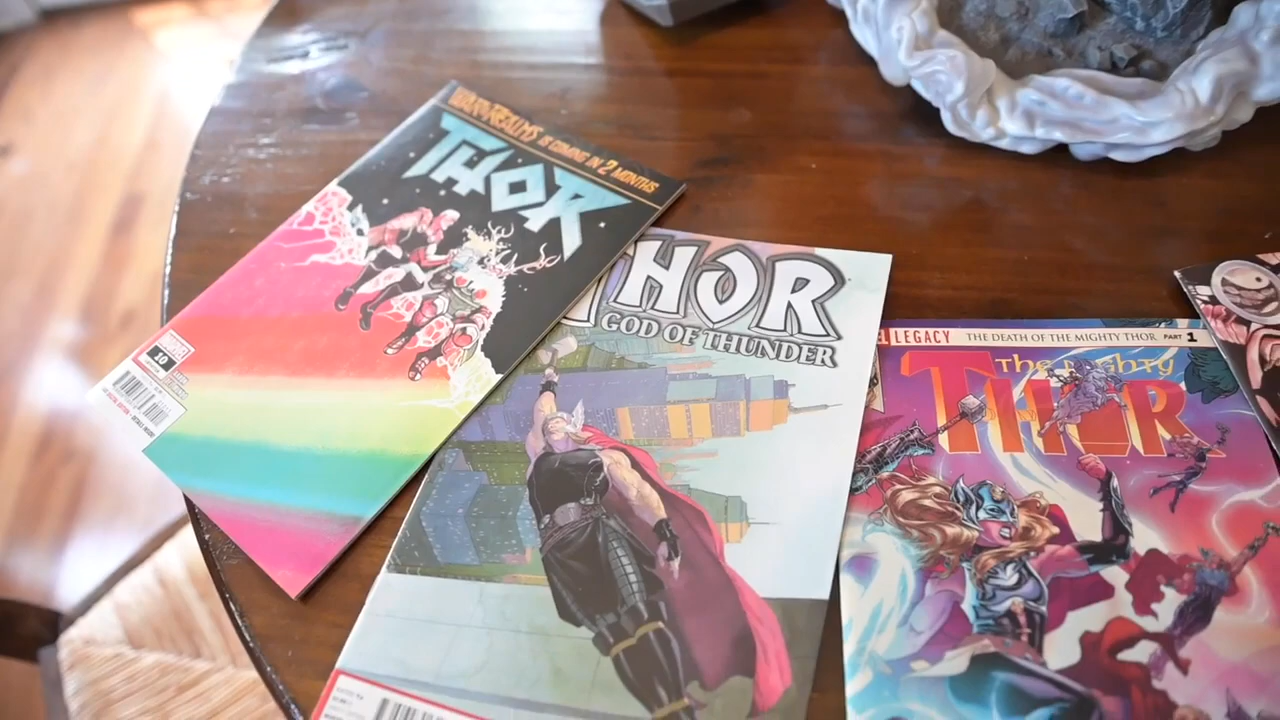 WAR OF REALMS IS COMING IN 2 MONTHS
THOR
MARVEL
10
THOR
GOD OF THUNDER
LEGACY THE DEATH OF THE MIGHTY THOR PART 1
THE MIGHTY
THOR